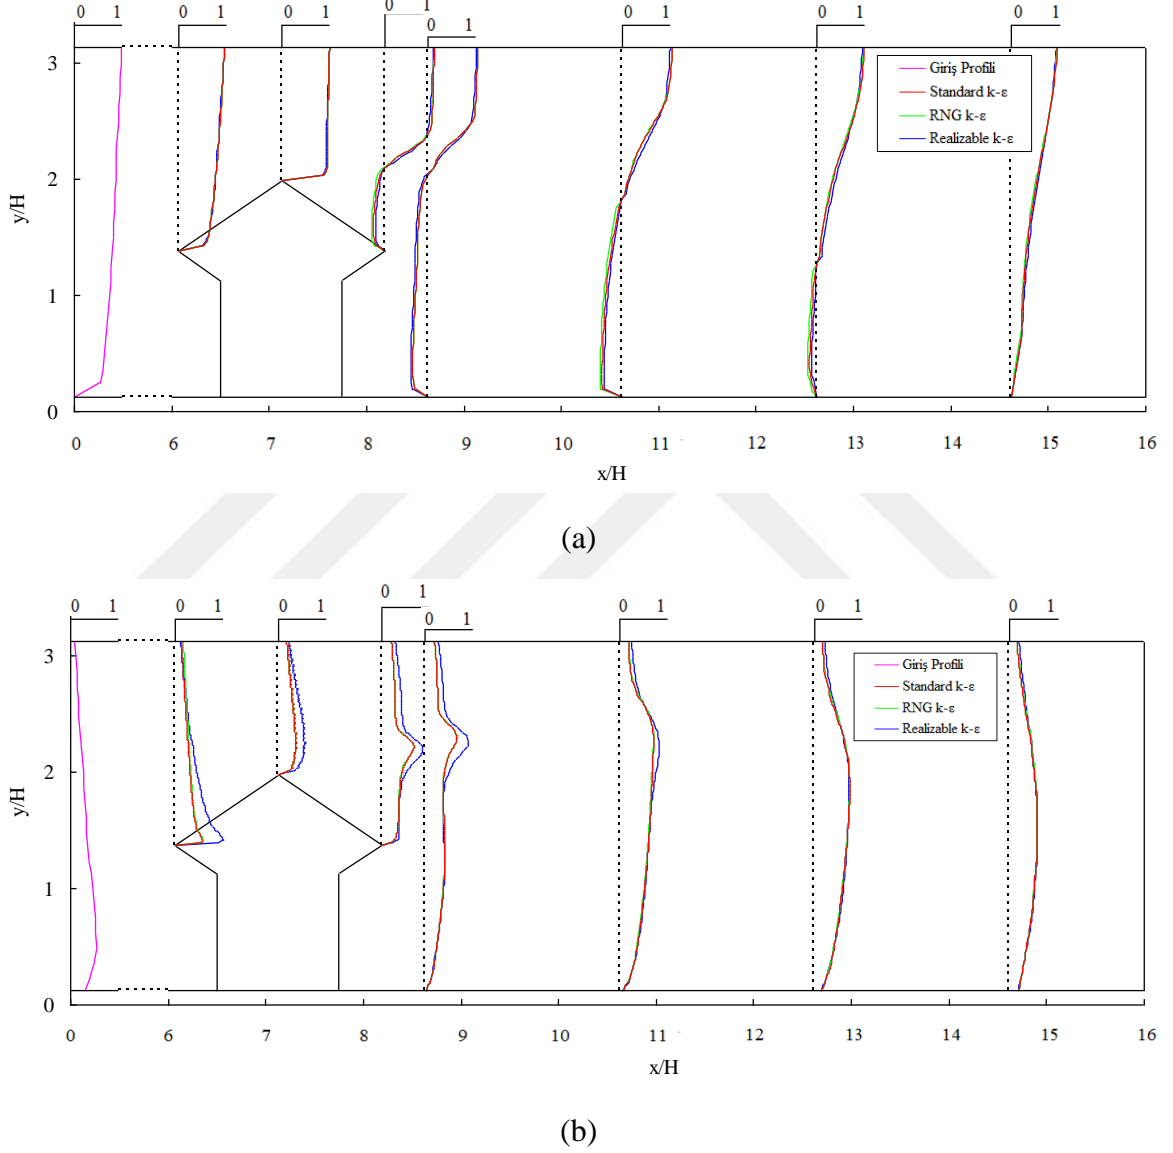 0 1 0 1 0 1 0 1 0 1 0 1 0 1
0 1
3
2
1
0
y/H
Giriş Profili
Standard k-ε
RNG k-ε
Realizable k-ε
0 6 7 8 9 10 11 12 13 14 15 16
x/H
(a)
0 1 0 1 0 1 0 1 0 1 0 1 0 1
0 1
3
2
1
0
y/H
Giriş Profili
Standard k-ε
RNG k-ε
Realizable k-ε
0 6 7 8 9 10 11 12 13 14 15 16
x/H
(b)